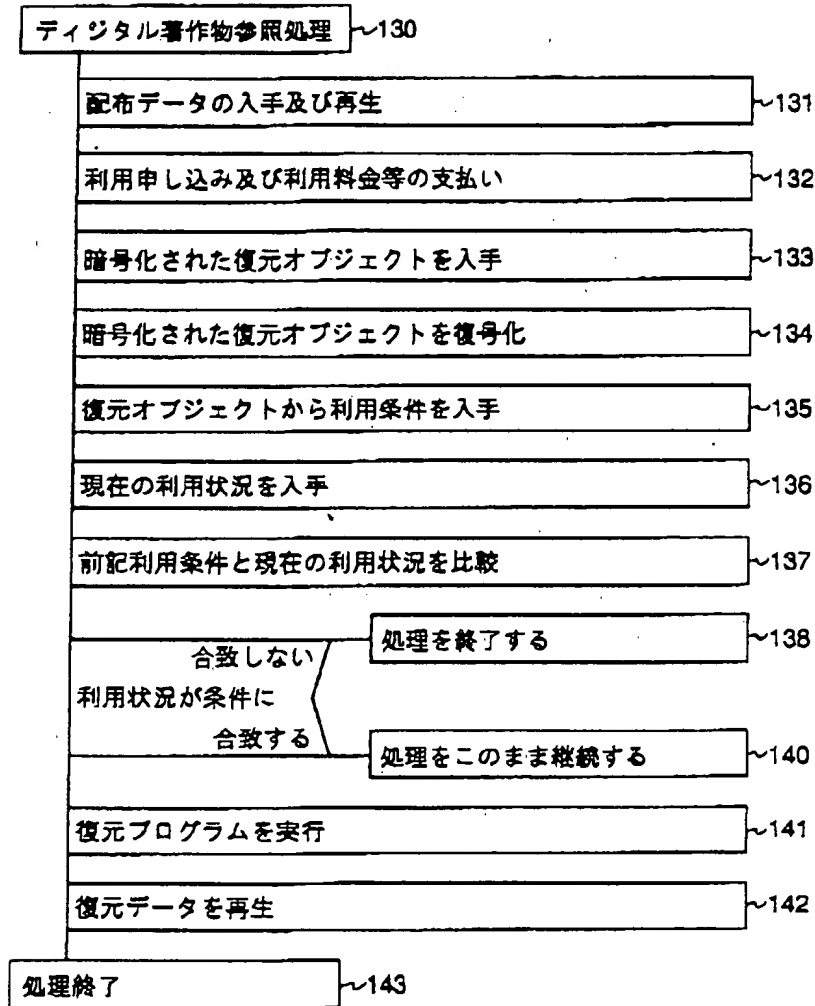 ディジタル著作物参照処理 ~130
配布データの入手及び再生 ~131
利用申し込み及び利用料金等の支払い ~132
暗号化された復元オブジェクトを入手 ~133
暗号化された復元オブジェクトを復号化 ~134
復元オブジェクトから利用条件を入手 ~135
現在の利用状況を入手 ~136
前記利用条件と現在の利用状況を比較 ~137
処理を終了する ~138
合致しない
利用状況が条件に
合致する
処理をこのまま継続する ~140
復元プログラムを実行 ~141
復元データを再生 ~142
処理終了 ~143